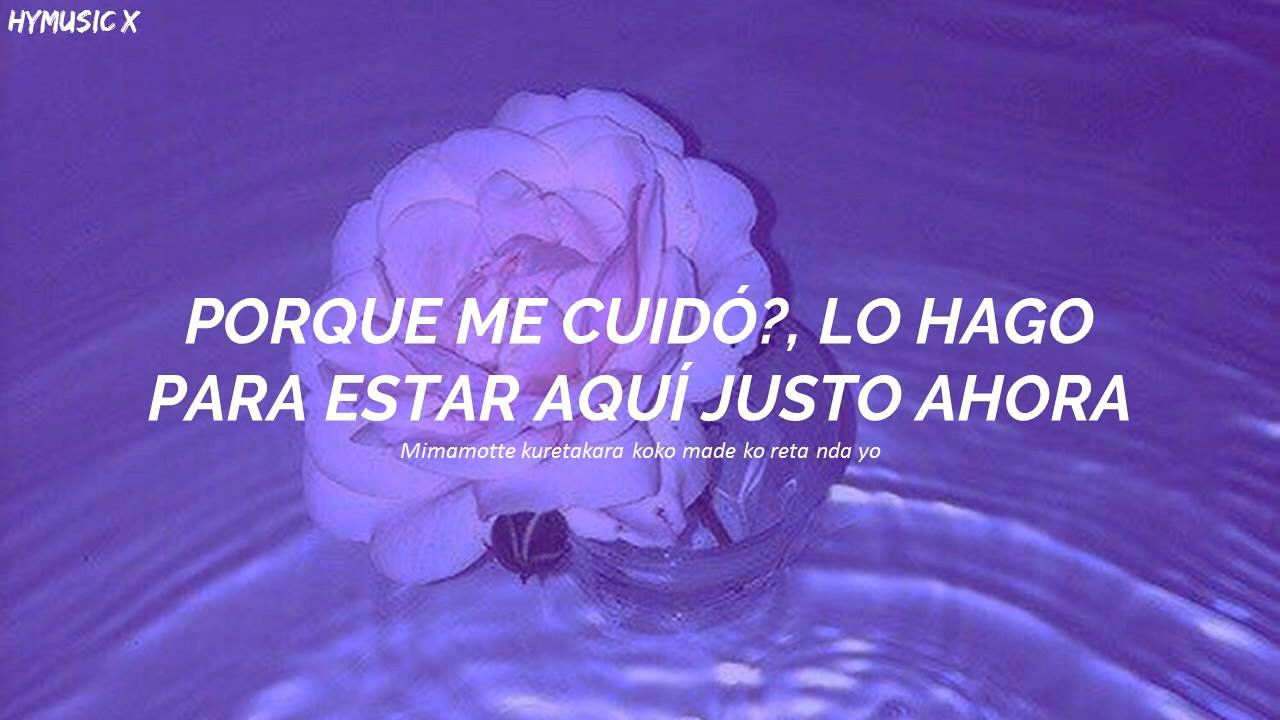 HYMUSIC X
PORQUE ME CUIDÓ?, LO HAGO
PARA ESTAR AQUÍ JUSTO AHORA
Mimamotte kuretakara koko made ko reta nda yo